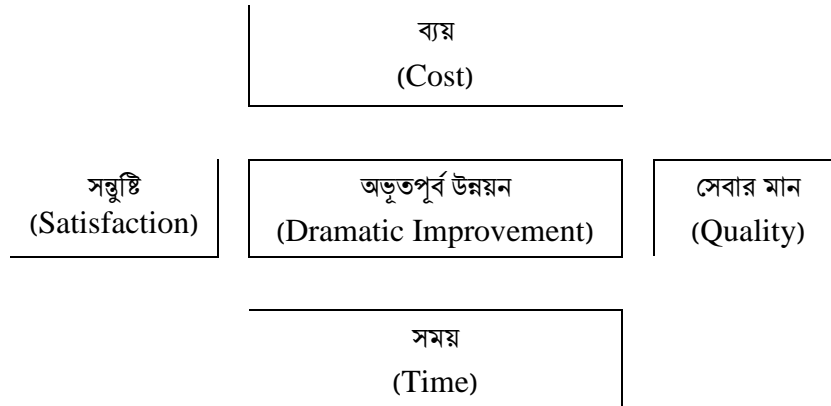 ব্যয়
(Cost)
সন্তুষ্টি
(Satisfaction)
অভূতপূর্ব উন্নয়ন
(Dramatic Improvement)
সেবার মান
(Quality)
সময়
(Time)